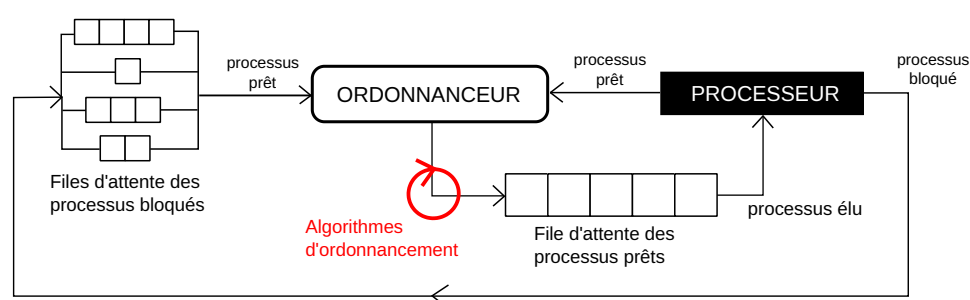 processus
bloqué
processus
prêt
processus
prêt
ORDONNANCEUR
PROCESSEUR
Files d'attente des
processus bloqués
Algorithmes
d'ordonnancement
File d'attente des
processus prêts
processus élu